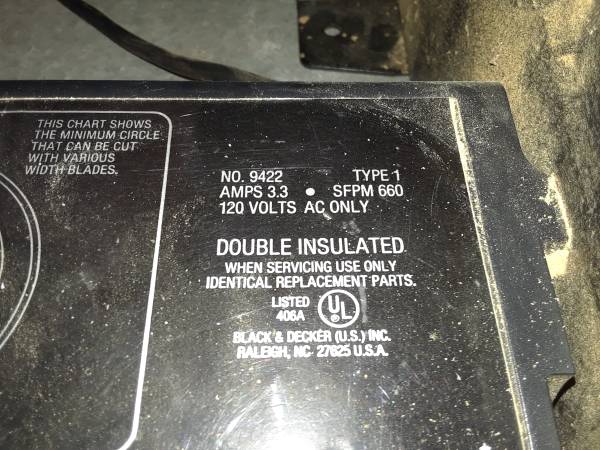 THIS CHART SHOWS
THE MINIMUM CIRCLE
THAT CAN BE CUT
WITH VARIOUS
WIDTH BLADES.
NO. 9422 TYPE 1
AMPS 3.3 • SFPM 660
120 VOLTS AC ONLY
DOUBLE INSULATED
WHEN SERVICING USE ONLY
IDENTICAL REPLACEMENT PARTS.
LISTED
406A
UL
BLACK & DECKER (U.S.) INC.
RALEIGH, NC 27625 U.S.A.